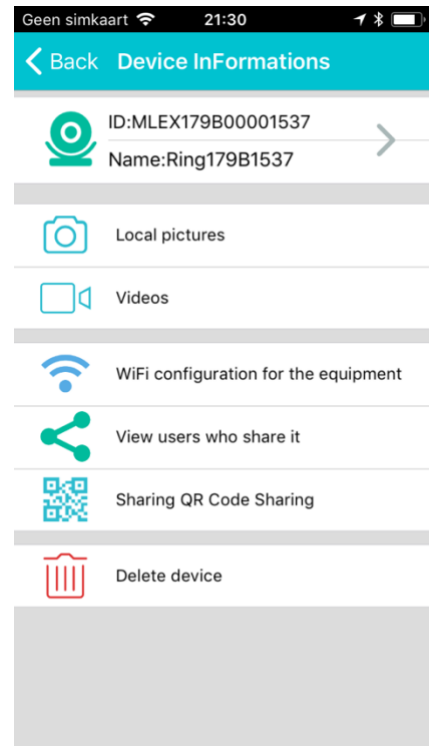 Geen simkaart 21:30
Back Device InFormations
ID:MLEX179B00001537
Name:Ring179B1537
Local pictures
Videos
WiFi configuration for the equipment
View users who share it
Sharing QR Code Sharing
Delete device